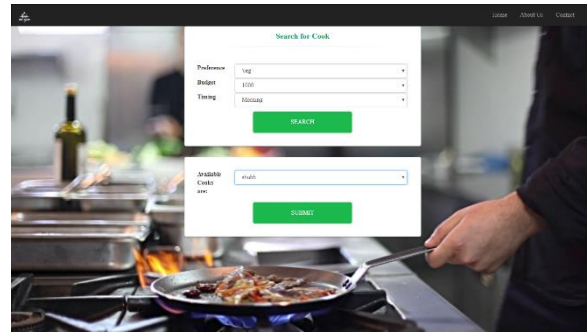 Home About Us Contact
Search for Cook
Preference Veg
Budget 1000
Timing Morning
SEARCH
Available
Cooks
are:
SUBMIT